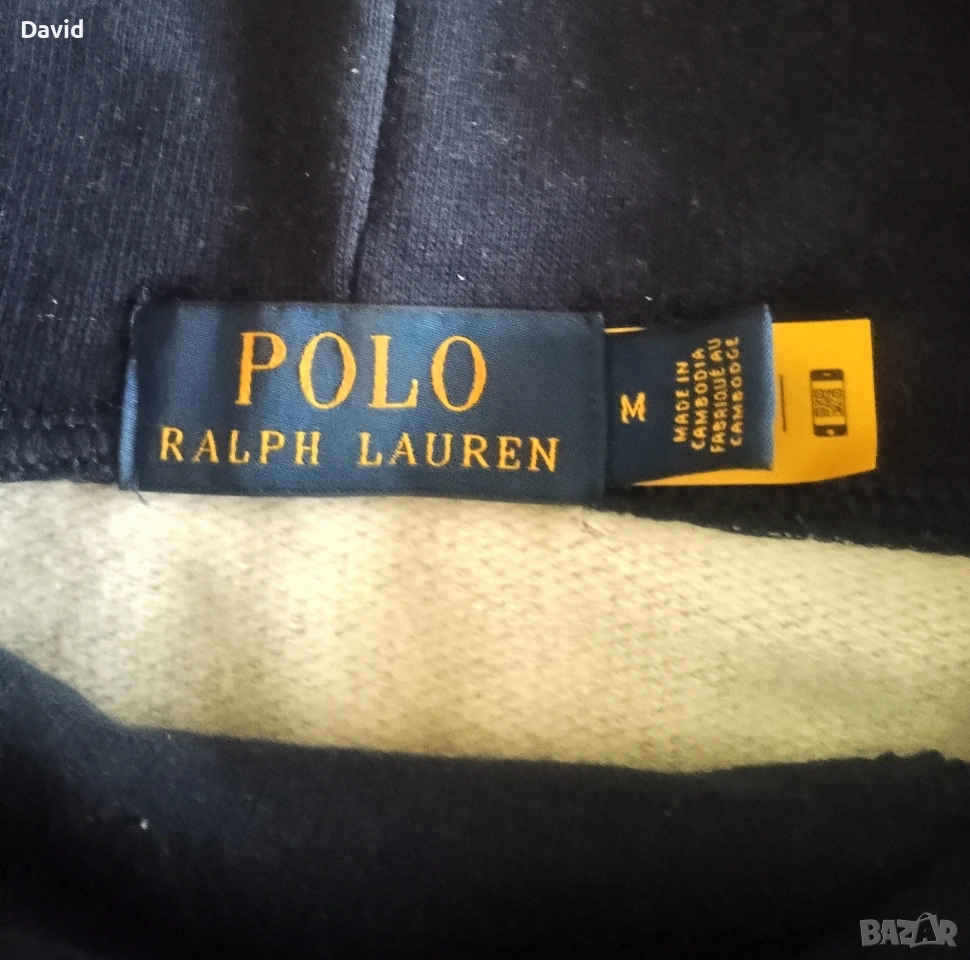 David
POLO
RALPH LAUREN
M
MADE IN
CAMBODIA
FABRIQUÉ AU
CAMBODGE
BAZAR